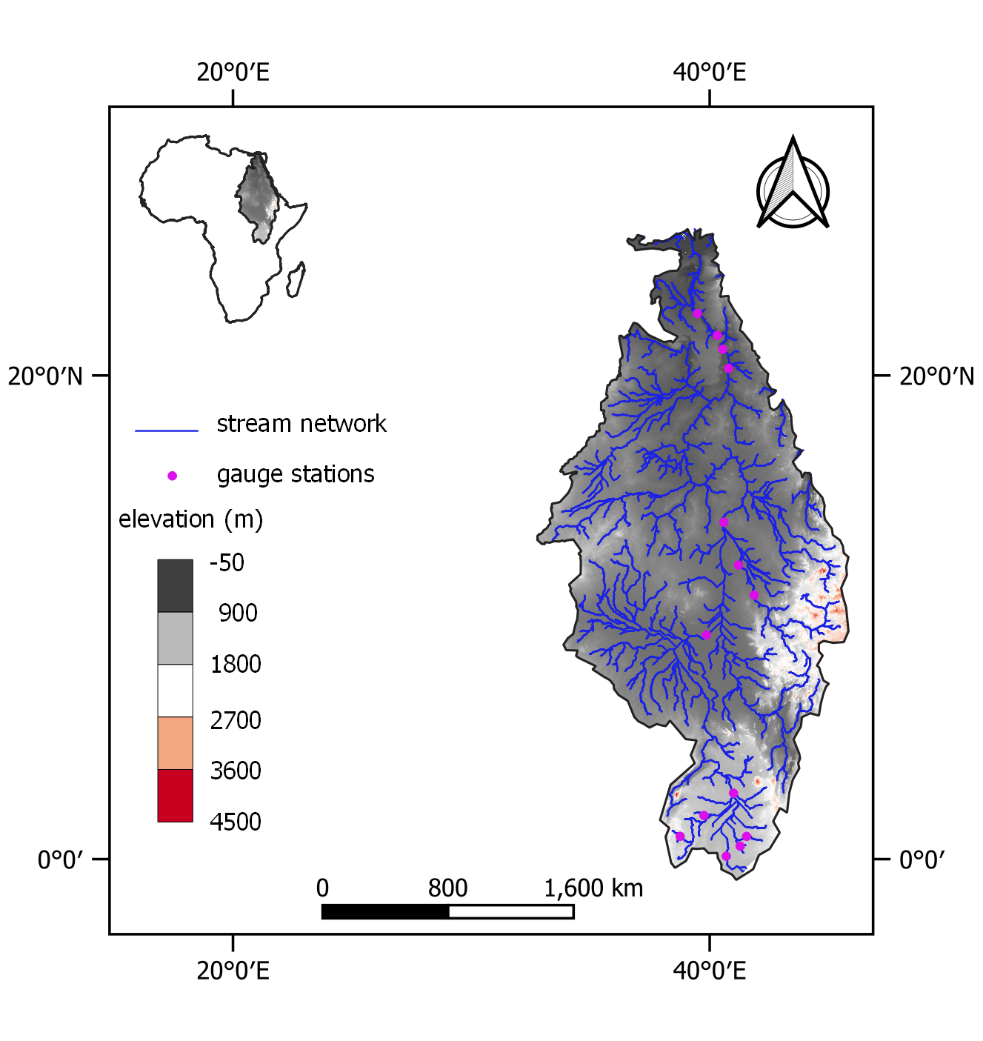 20°0′E 40°0′E
20°0′N 20°0′N
stream network
gauge stations
elevation (m)
-50
900
1800
2700
3600
4500
0°0′ 0°0′
0 800 1,600 km
20°0′E 40°0′E